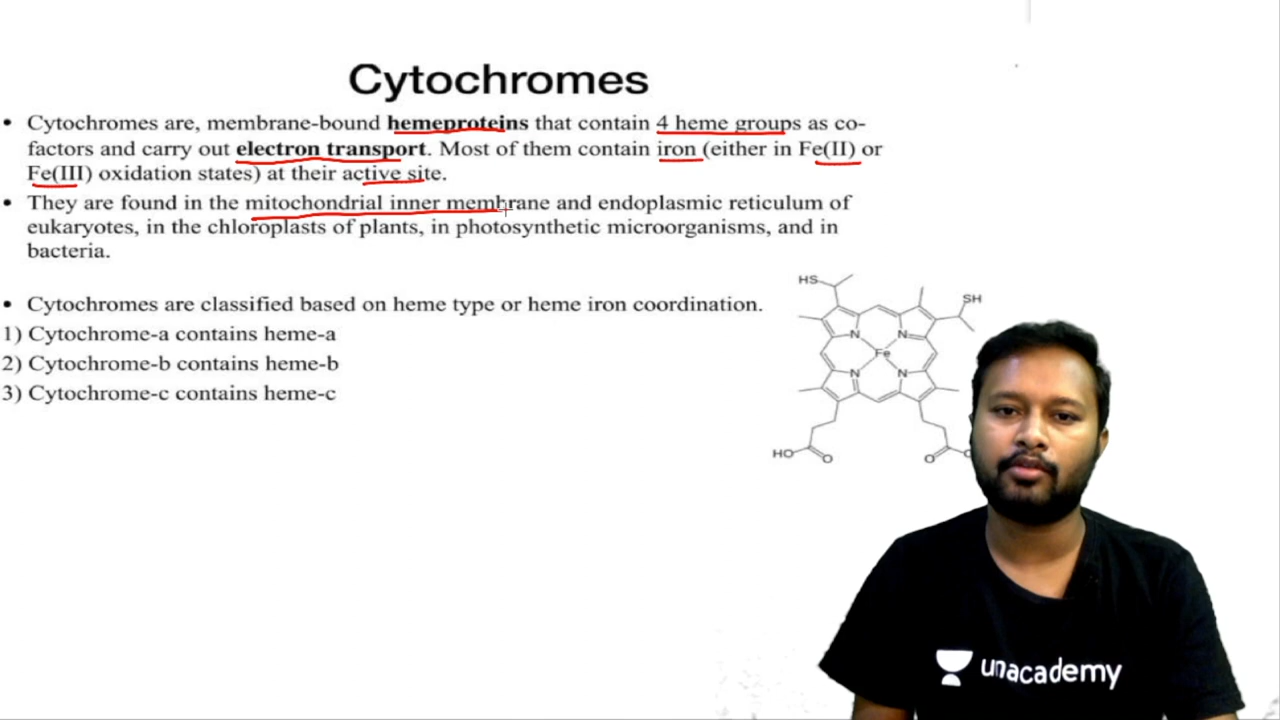 Cytochromes
• Cytochromes are, membrane-bound hemeproteins that contain 4 heme groups as co-
factors and carry out electron transport. Most of them contain iron (either in Fe(II) or
Fe(III) oxidation states) at their active site.
• They are found in the mitochondrial inner membrane and endoplasmic reticulum of
eukaryotes, in the chloroplasts of plants, in photosynthetic microorganisms, and in
bacteria.
• Cytochromes are classified based on heme type or heme iron coordination.
1) Cytochrome-a contains heme-a
2) Cytochrome-b contains heme-b
3) Cytochrome-c contains heme-c
HS
SH
N N
Fe
N N
HO O
O
unacademy